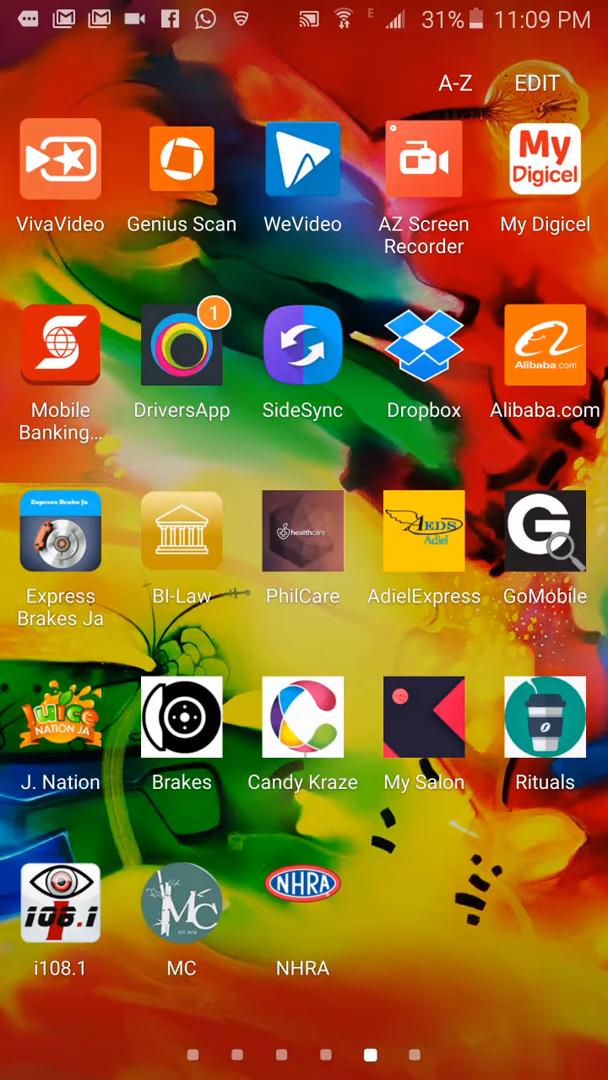 E 31% 11:09 PM
A-Z EDIT
My
Digicel
VivaVideo Genius Scan WeVideo AZ Screen
Recorder My Digicel
1
Alibaba.com
Mobile
Banking... DriversApp SideSync Dropbox Alibaba.com
Express Brake Ja
healthcare
AEDS
Adiel
G
Express
Brakes Ja BI-Law PhilCare AdielExpress GoMobile
Juice
NATION JA
J. Nation Brakes Candy Kraze My Salon Rituals
108.1
MC
NHRA
i108.1 MC NHRA